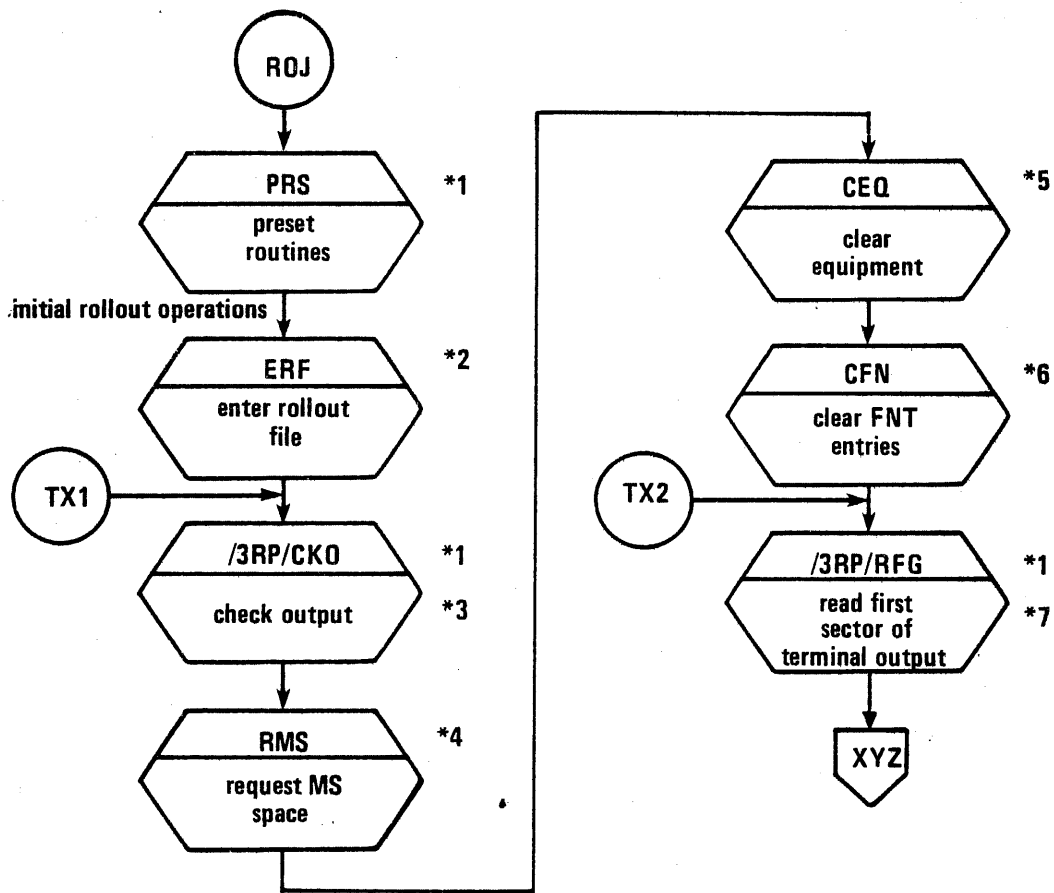 ROJ
PRS *1
preset
routines
initial rollout operations
ERF *2
enter rollout
file
TX1
/3RP/CKO *1
check output *3
RMS *4
request MS
space
CEQ *5
clear
equipment
CFN *6
clear FNT
entries
TX2
/3RP/RFG *1
read first *7
sector of
terminal output
XYZ